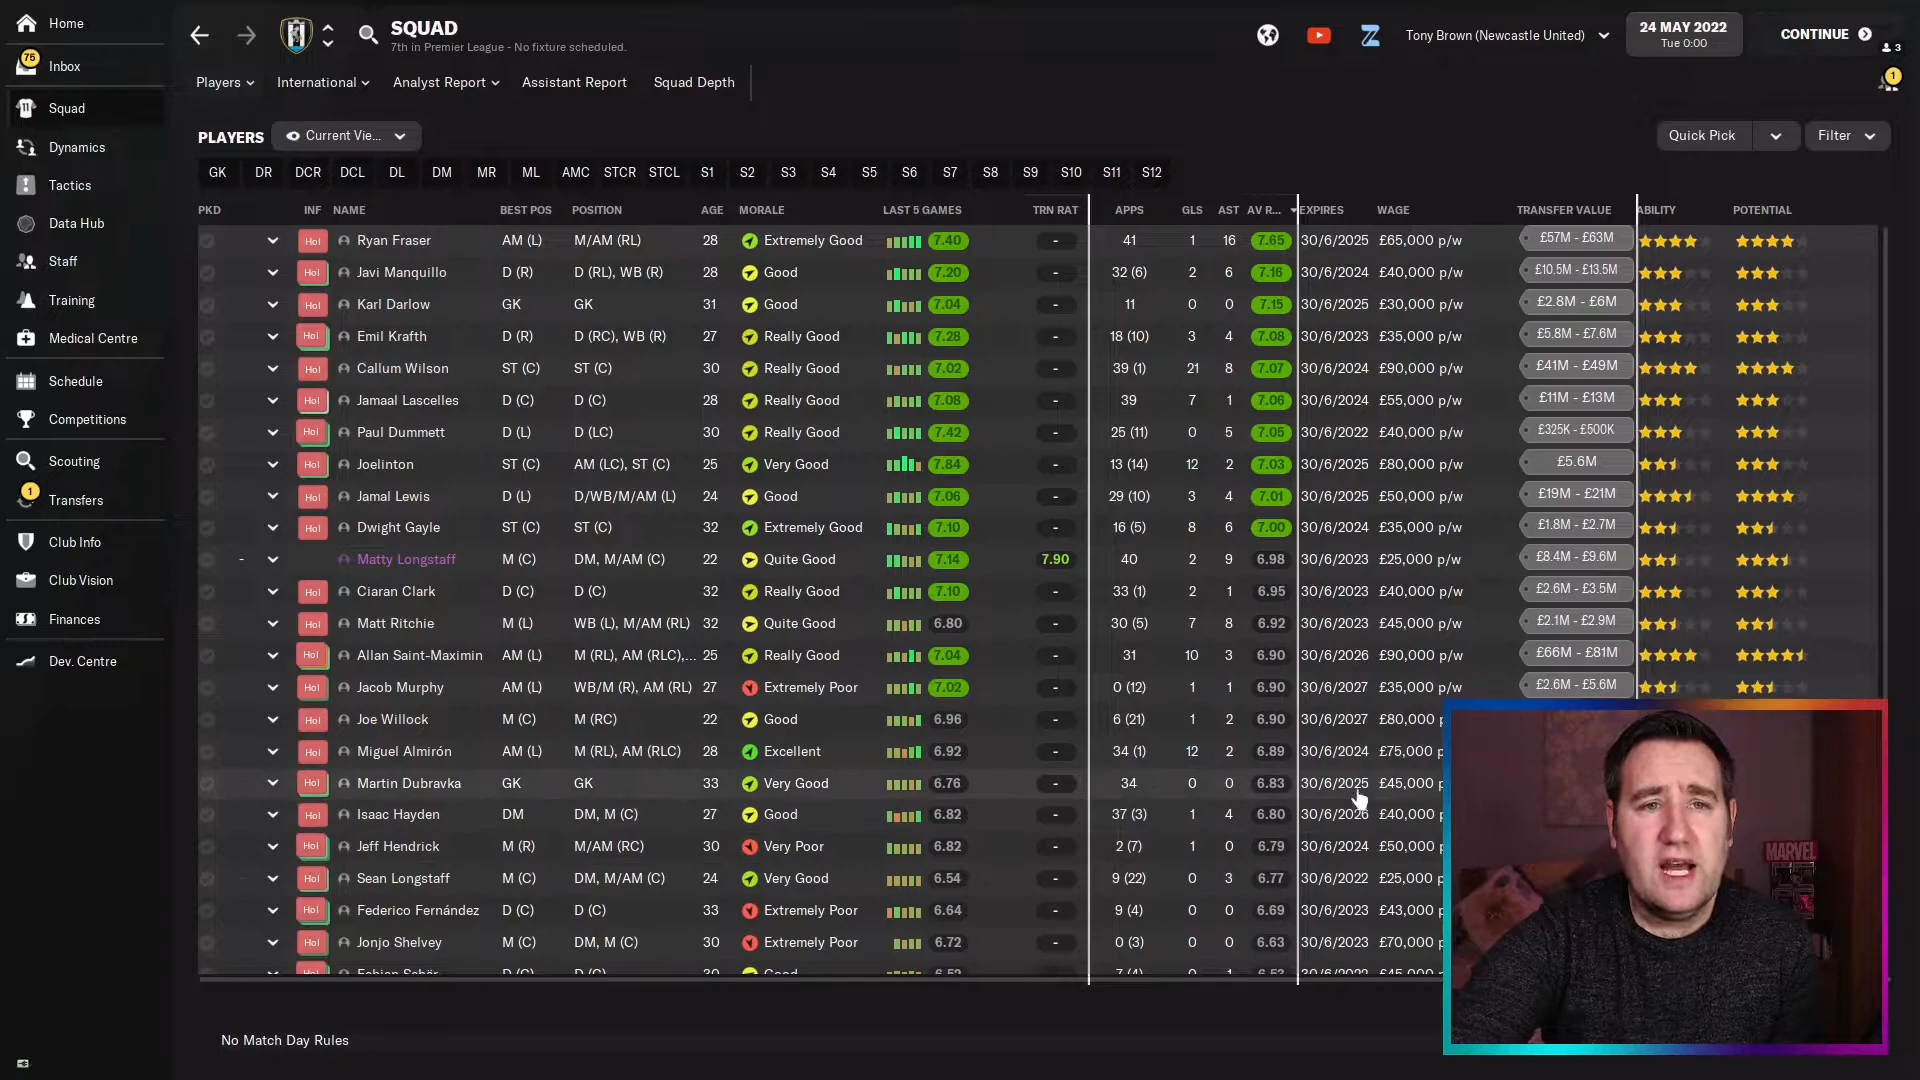 Home
75
Inbox
Squad
Dynamics
Tactics
Data Hub
Staff
Training
Medical Centre
Schedule
Competitions
Scouting
1
Transfers
Club Info
Club Vision
Finances
Dev. Centre
SQUAD
7th in Premier League - No fixture scheduled.
Tony Brown (Newcastle United)
24 MAY 2022
Tue 0:00
CONTINUE
3
1
Players International Analyst Report Assistant Report Squad Depth
PLAYERS Current Vie... Quick Pick Filter
GK DR DCR DCL DL DM MR ML AMC STCR STCL S1 S2 S3 S4 S5 S6 S7 S8 S9 S10 S11 S12
PKD INF NAME BEST POS POSITION AGE MORALE LAST 5 GAMES TRN RAT APPS GLS AST AV R... EXPIRES WAGE TRANSFER VALUE ABILITY POTENTIAL
Hol Ryan Fraser AM (L) M/AM (RL) 28 Extremely Good 7.40 - 41 1 16 7.65 30/6/2025 £65,000 p/w £57M - £63M
Hol Javi Manquillo D (R) D (RL), WB (R) 28 Good 7.20 - 32 (6) 2 6 7.16 30/6/2024 £40,000 p/w £10.5M - £13.5M
Hol Karl Darlow GK GK 31 Good 7.04 - 11 0 0 7.15 30/6/2025 £30,000 p/w £2.8M - £6M
Hol Emil Krafth D (R) D (RC), WB (R) 27 Really Good 7.28 - 18 (10) 3 4 7.08 30/6/2023 £35,000 p/w £5.8M - £7.6M
Hol Callum Wilson ST (C) ST (C) 30 Really Good 7.02 - 39 (1) 21 8 7.07 30/6/2024 £90,000 p/w £41M - £49M
Hol Jamaal Lascelles D (C) D (C) 28 Really Good 7.08 - 39 7 1 7.06 30/6/2024 £55,000 p/w £11M - £13M
Hol Paul Dummett D (L) D (LC) 30 Really Good 7.42 - 25 (11) 0 5 7.05 30/6/2022 £40,000 p/w £325K - £500K
Hol Joelinton ST (C) AM (LC), ST (C) 25 Very Good 7.84 - 13 (14) 12 2 7.03 30/6/2025 £80,000 p/w £5.6M
Hol Jamal Lewis D (L) D/WB/M/AM (L) 24 Good 7.06 - 29 (10) 3 4 7.01 30/6/2025 £50,000 p/w £19M - £21M
Hol Dwight Gayle ST (C) ST (C) 32 Extremely Good 7.10 - 16 (5) 8 6 7.00 30/6/2024 £35,000 p/w £1.8M - £2.7M
- Matty Longstaff M (C) DM, M/AM (C) 22 Quite Good 7.14 7.90 40 2 9 6.98 30/6/2023 £25,000 p/w £8.4M - £9.6M
Hol Ciaran Clark D (C) D (C) 32 Really Good 7.10 - 33 (1) 2 1 6.95 30/6/2023 £40,000 p/w £2.6M - £3.5M
Hol Matt Ritchie M (L) WB (L), M/AM (RL) 32 Quite Good 6.80 - 30 (5) 7 8 6.92 30/6/2023 £45,000 p/w £2.1M - £2.9M
Hol Allan Saint-Maximin AM (L) M (RL), AM (RLC),... 25 Really Good 7.04 - 31 10 3 6.90 30/6/2026 £90,000 p/w £66M - £81M
Hol Jacob Murphy AM (L) WB/M (R), AM (RL) 27 Extremely Poor 7.02 - 0 (12) 1 1 6.90 30/6/2027 £35,000 p/w £2.6M - £5.6M
Hol Joe Willock M (C) M (RC) 22 Good 6.96 - 6 (21) 1 2 6.90 30/6/2027 £80,000 p
Hol Miguel Almirón AM (L) M (RL), AM (RLC) 28 Excellent 6.92 - 34 (1) 12 2 6.89 30/6/2024 £75,000 p
Hol Martin Dubravka GK GK 33 Very Good 6.76 - 34 0 0 6.83 30/6/2025 £45,000 p
Hol Isaac Hayden DM DM, M (C) 27 Good 6.82 - 37 (3) 1 4 6.80 30/6/2026 £40,000 p
Hol Jeff Hendrick M (R) M/AM (RC) 30 Very Poor 6.82 - 2 (7) 1 0 6.79 30/6/2024 £50,000 p
Hol Sean Longstaff M (C) DM, M/AM (C) 24 Very Good 6.54 - 9 (22) 0 3 6.77 30/6/2022 £25,000 p
Hol Federico Fernández D (C) D (C) 33 Extremely Poor 6.64 - 9 (4) 0 0 6.69 30/6/2023 £43,000 p
Hol Jonjo Shelvey M (C) DM, M (C) 30 Extremely Poor 6.72 - 0 (3) 0 0 6.63 30/6/2023 £70,000 p
Hol Fabian Schär D (C) D (C) 30 Good 6.52 7 (4) 0 1 6.53 30/6/2022 £45,000 p
MARVEL
No Match Day Rules